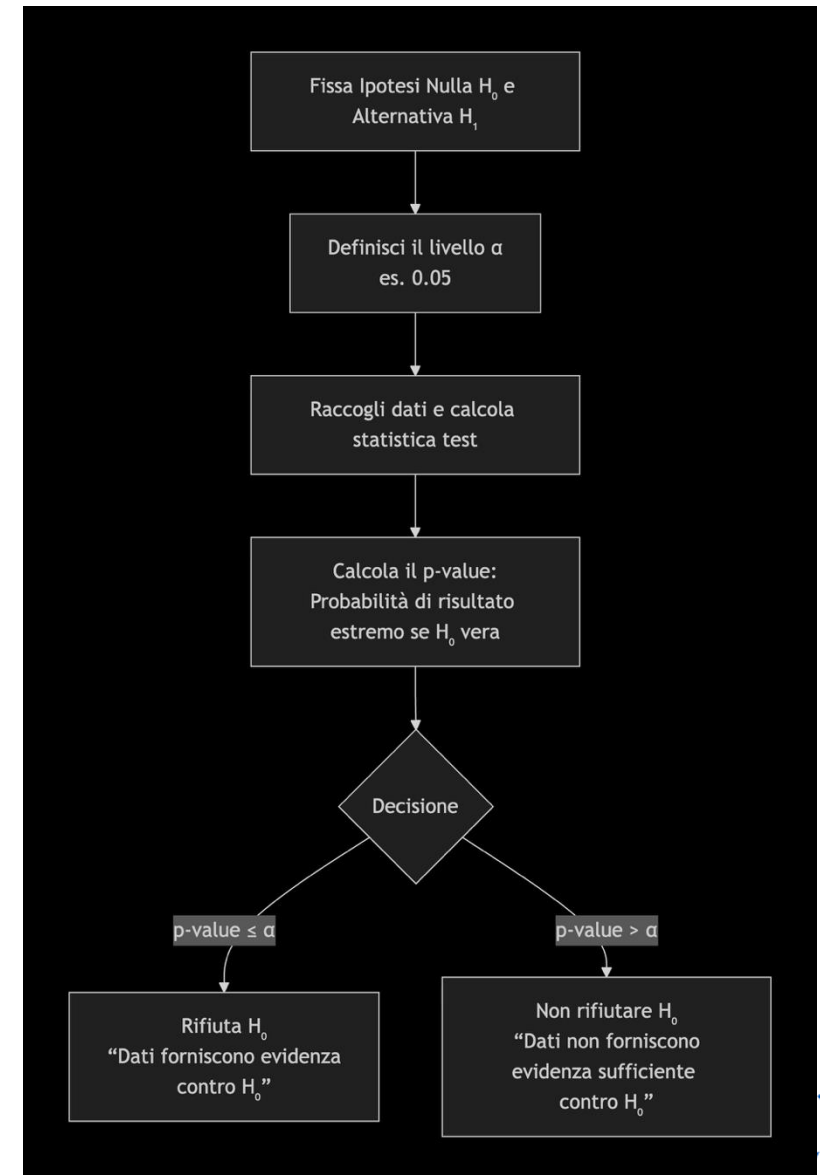 Fissa Ipotesi Nulla H₀ e
Alternativa H₁
Definisci il livello α
es. 0.05
Raccogli dati e calcola
statistica test
Calcola il p-value:
Probabilità di risultato
estremo se H₀ vera
Decisione
p-value ≤ α
p-value > α
Rifiuta H₀
“Dati forniscono evidenza
contro H₀”
Non rifiutare H₀
“Dati non forniscono
evidenza sufficiente
contro H₀”